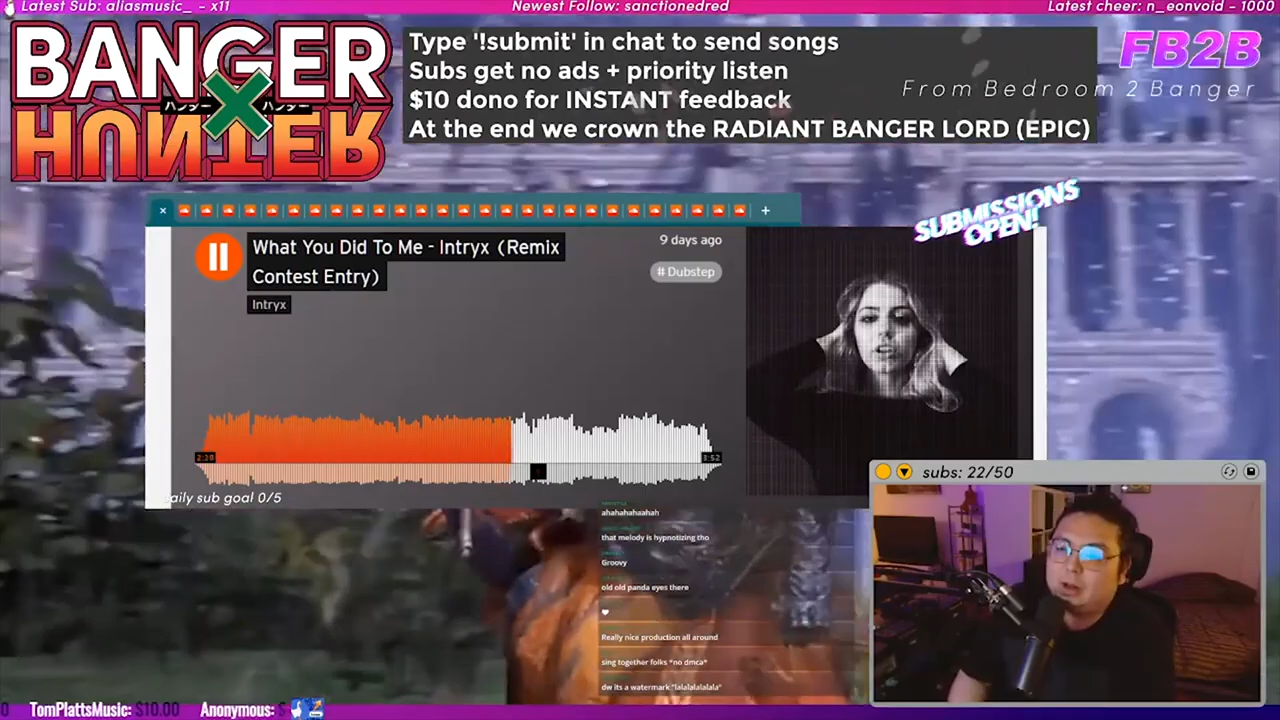 Latest Sub: aliasmusic_ - x11
Newest Follow: sanctionedred
Latest cheer: n_eonvoid - 1000
BANGER
ハンター ハンター
HUNTER
Type '!submit' in chat to send songs
Subs get no ads + priority listen
$10 dono for INSTANT feedback
At the end we crown the RADIANT BANGER LORD (EPIC)
FB2B
From Bedroom 2 Banger
SUBMISSIONS
OPEN!
What You Did To Me - Intryx (Remix
Contest Entry)
Intryx
9 days ago
# Dubstep
2:20
3:52
aily sub goal 0/5
ahahahahaahah
that melody is hypnotizing tho
Groovy
old old panda eyes there
Really nice production all around
sing together folks *no dmca*
dw its a watermark "lalalalalala"
subs: 22/50
TomPlattsMusic: $10.00
Anonymous: $